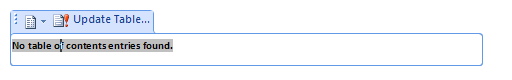 Update Table...
No table of contents entries found.